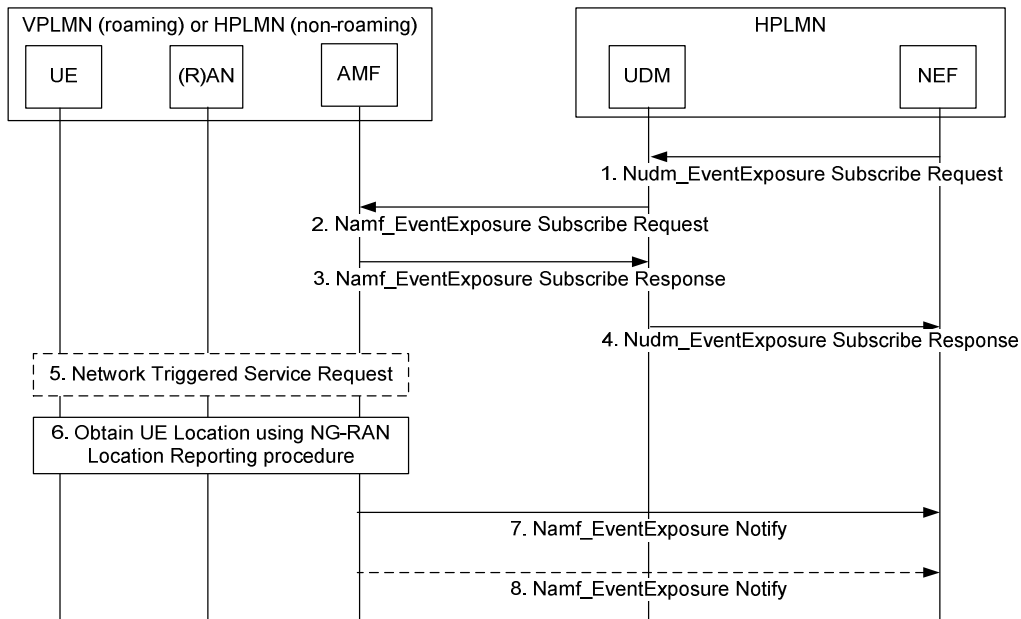 VPLMN (roaming) or HPLMN (non-roaming)
HPLMN
UE
(R)AN
AMF
UDM
NEF
1. Nudm_EventExposure Subscribe Request
2. Namf_EventExposure Subscribe Request
3. Namf_EventExposure Subscribe Response
4. Nudm_EventExposure Subscribe Response
5. Network Triggered Service Request
6. Obtain UE Location using NG-RAN
Location Reporting procedure
7. Namf_EventExposure Notify
8. Namf_EventExposure Notify